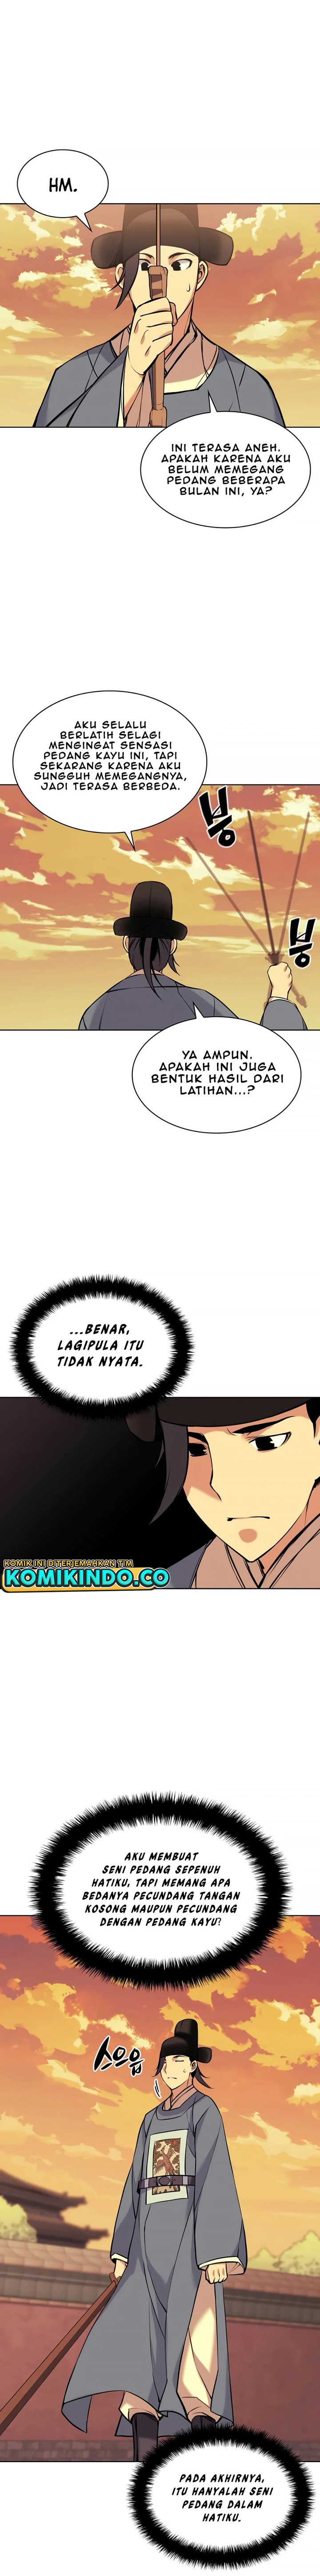 HM.
INI TERASA ANEH.
APAKAH KARENA AKU
BELUM MEMEGANG
PEDANG BEBERAPA
BULAN INI, YA?
AKU SELALU
BERLATIH SELAGI
MENGINGAT SENSASI
PEDANG KAYU INI, TAPI
SEKARANG KARENA AKU
SUNGGUH MEMEGANGNYA,
JADI TERASA BERBEDA.
붕
붕
YA AMPUN.
APAKAH INI JUGA
BENTUK HASIL DARI
LATIHAN...?
...BENAR,
LAGIPULA ITU
TIDAK NYATA.
KOMIK INI DITERJEMAHKAN TIM
KOMIKINDO.CO
AKU MEMBUAT
SENI PEDANG SEPENUH
HATIKU, TAPI MEMANG APA
BEDANYA PECUNDANG TANGAN
KOSONG MAUPUN PECUNDANG
DENGAN PEDANG KAYU?
스읍
PADA AKHIRNYA,
ITU HANYALAH SENI
PEDANG DALAM
HATIKU.